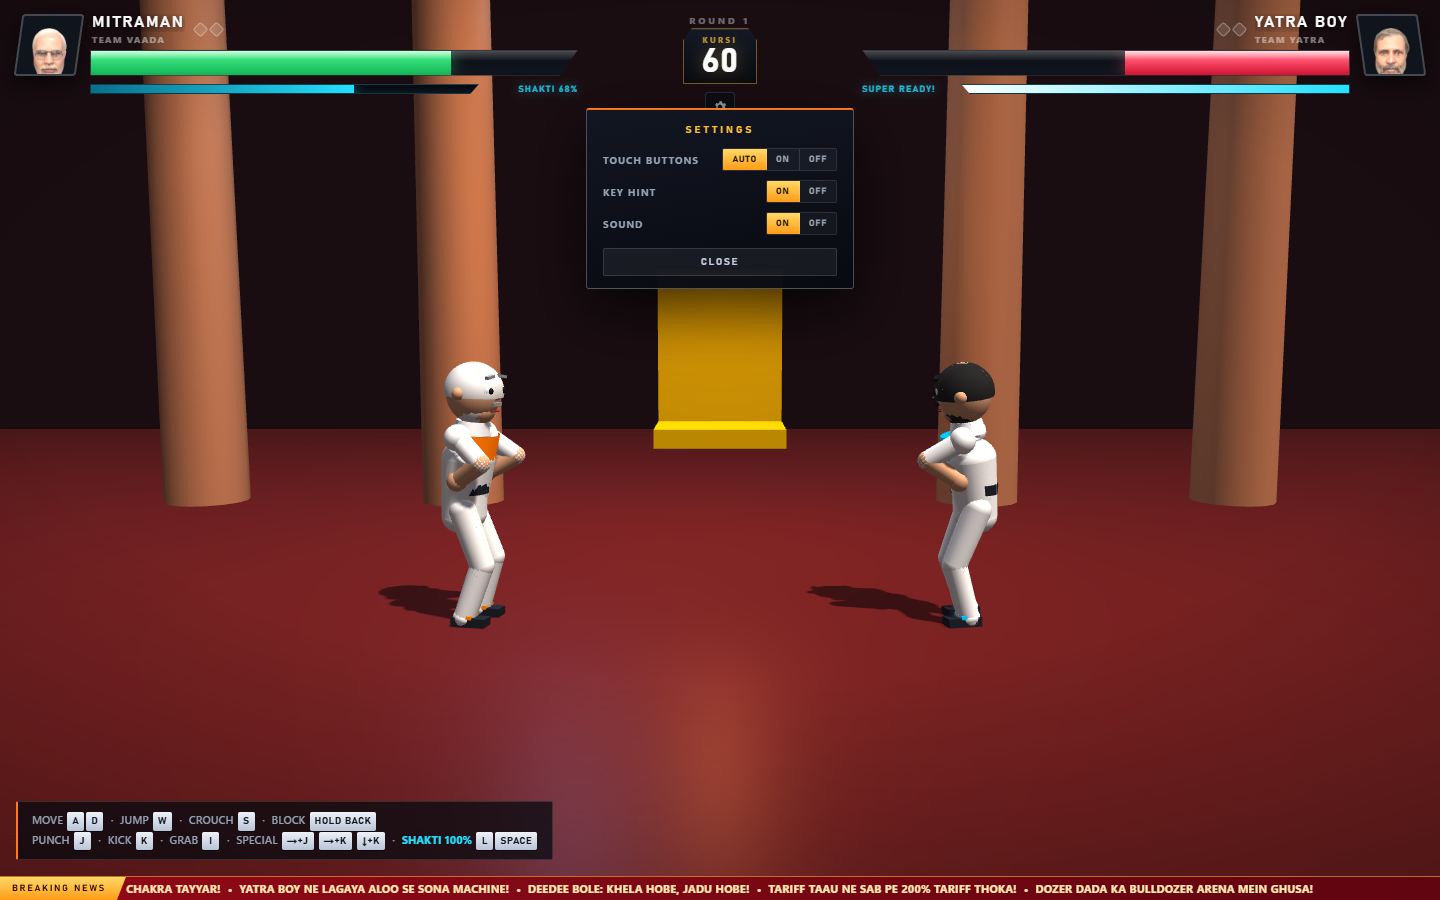 MITRAMAN
TEAM VAADA
SHAKTI 68%
ROUND 1
KURSI
60
YATRA BOY
TEAM YATRA
SUPER READY!
SETTINGS
TOUCH BUTTONS AUTO ON OFF
KEY HINT ON OFF
SOUND ON OFF
CLOSE
MOVE A D · JUMP W · CROUCH S · BLOCK HOLD BACK
PUNCH J · KICK K · GRAB I · SPECIAL →+J →+K ↓+K · SHAKTI 100% L SPACE
BREAKING NEWS CHAKRA TAYYAR! • YATRA BOY NE LAGAYA ALOO SE SONA MACHINE! • DEEDEE BOLE: KHELA HOBE, JADU HOBE! • TARIFF TAAU NE SAB PE 200% TARIFF THOKA! • DOZER DADA KA BULLDOZER ARENA MEIN GHUSA!